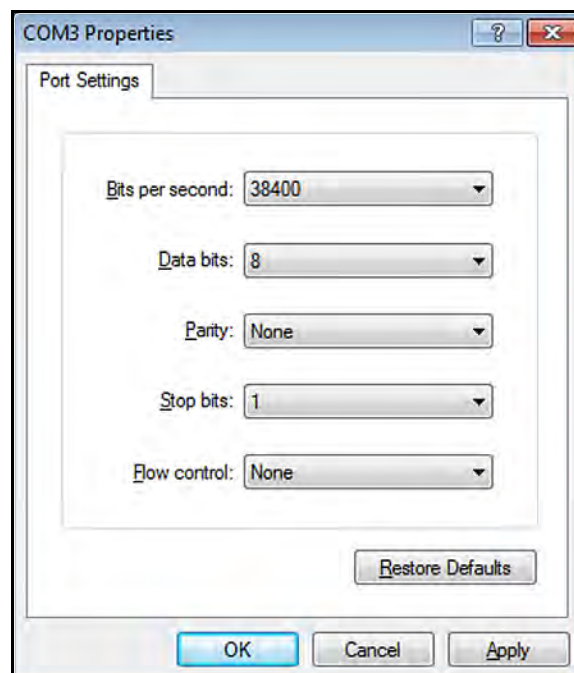 COM3 Properties
Port Settings
Bits per second: 38400
Data bits: 8
Parity: None
Stop bits: 1
Flow control: None
Restore Defaults
OK Cancel Apply